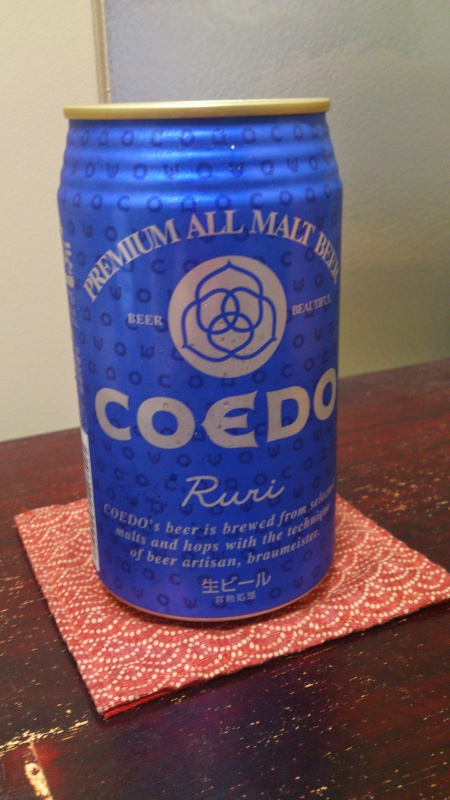 PREMIUM ALL MALT BEER
BEER BEAUTIFUL
COEDO
Ruri
COEDO's beer is brewed from selected
malts and hops with the technique
of beer artisan, braumeister.
生ビール
非熱処理